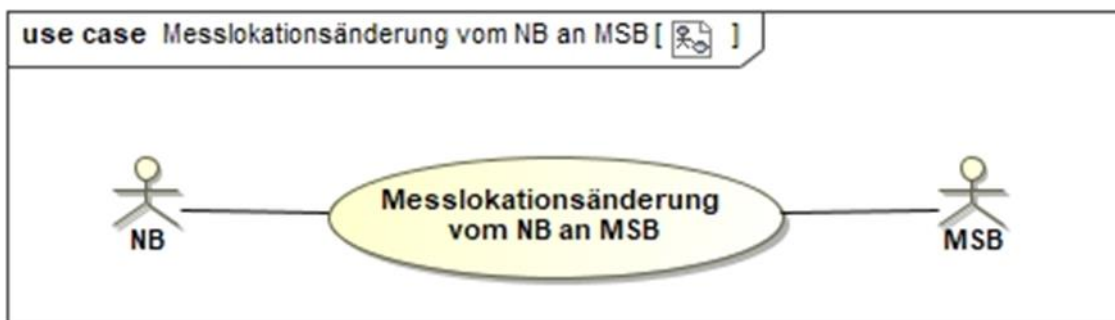 use case Messlokationsänderung vom NB an MSB [ ]
Messlokationsänderung
vom NB an MSB
NB
MSB